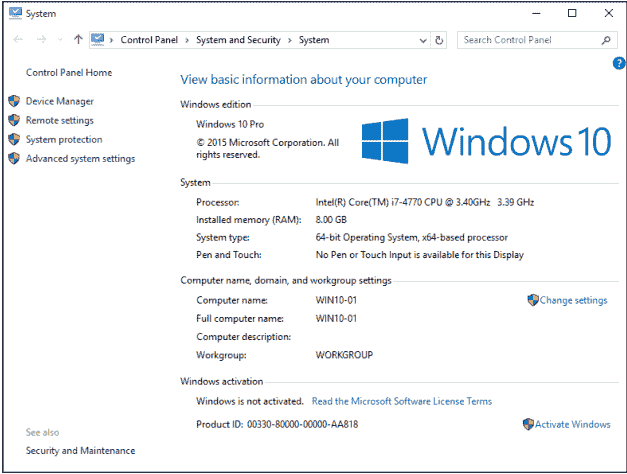 System
Control Panel > System and Security > System
Search Control Panel
Control Panel Home
Device Manager
Remote settings
System protection
Advanced system settings
View basic information about your computer
Windows edition
Windows 10 Pro
© 2015 Microsoft Corporation. All
rights reserved.
Windows 10
System
Processor: Intel(R) Core(TM) i7-4770 CPU @ 3.40GHz 3.39 GHz
Installed memory (RAM): 8.00 GB
System type: 64-bit Operating System, x64-based processor
Pen and Touch: No Pen or Touch Input is available for this Display
Computer name, domain, and workgroup settings
Computer name: WIN10-01
Change settings
Full computer name: WIN10-01
Computer description:
Workgroup: WORKGROUP
Windows activation
Windows is not activated. Read the Microsoft Software License Terms
Product ID: 00330-80000-00000-AA818
Activate Windows
See also
Security and Maintenance